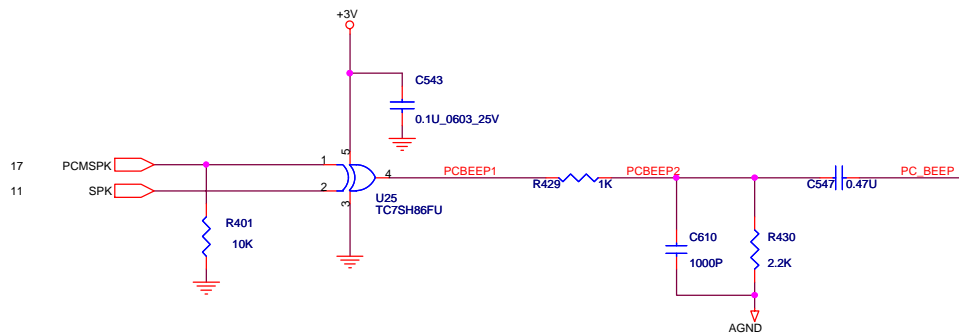 +3V
C543
0.1U_0603_25V
17 PCMSPK 1 5
4 PCBEEP1 R429 1K PCBEEP2 C547 0.47U PC_BEEP
11 SPK 2
U25
TC7SH86FU
3
R401
10K
C610
1000P
R430
2.2K
AGND